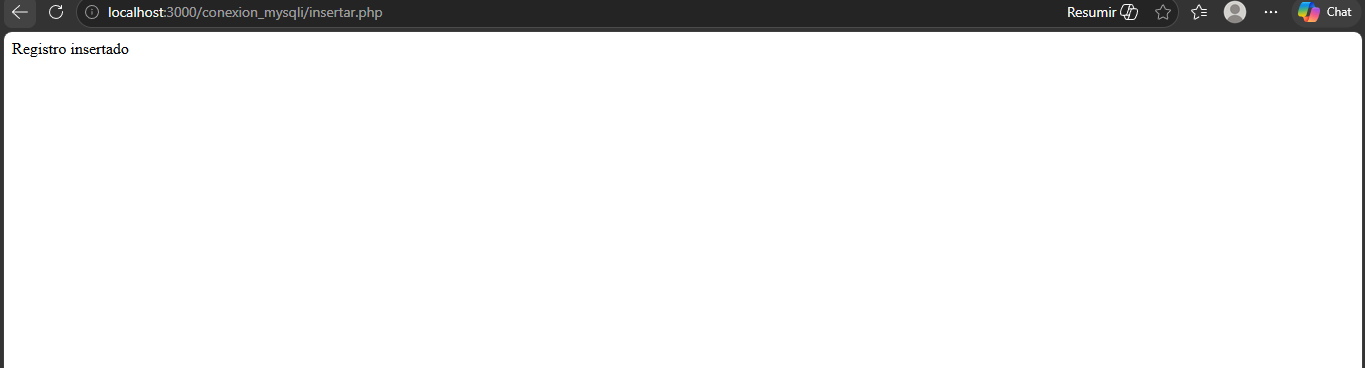 localhost:3000/conexion_mysqli/insertar.php Resumir Chat
Registro insertado